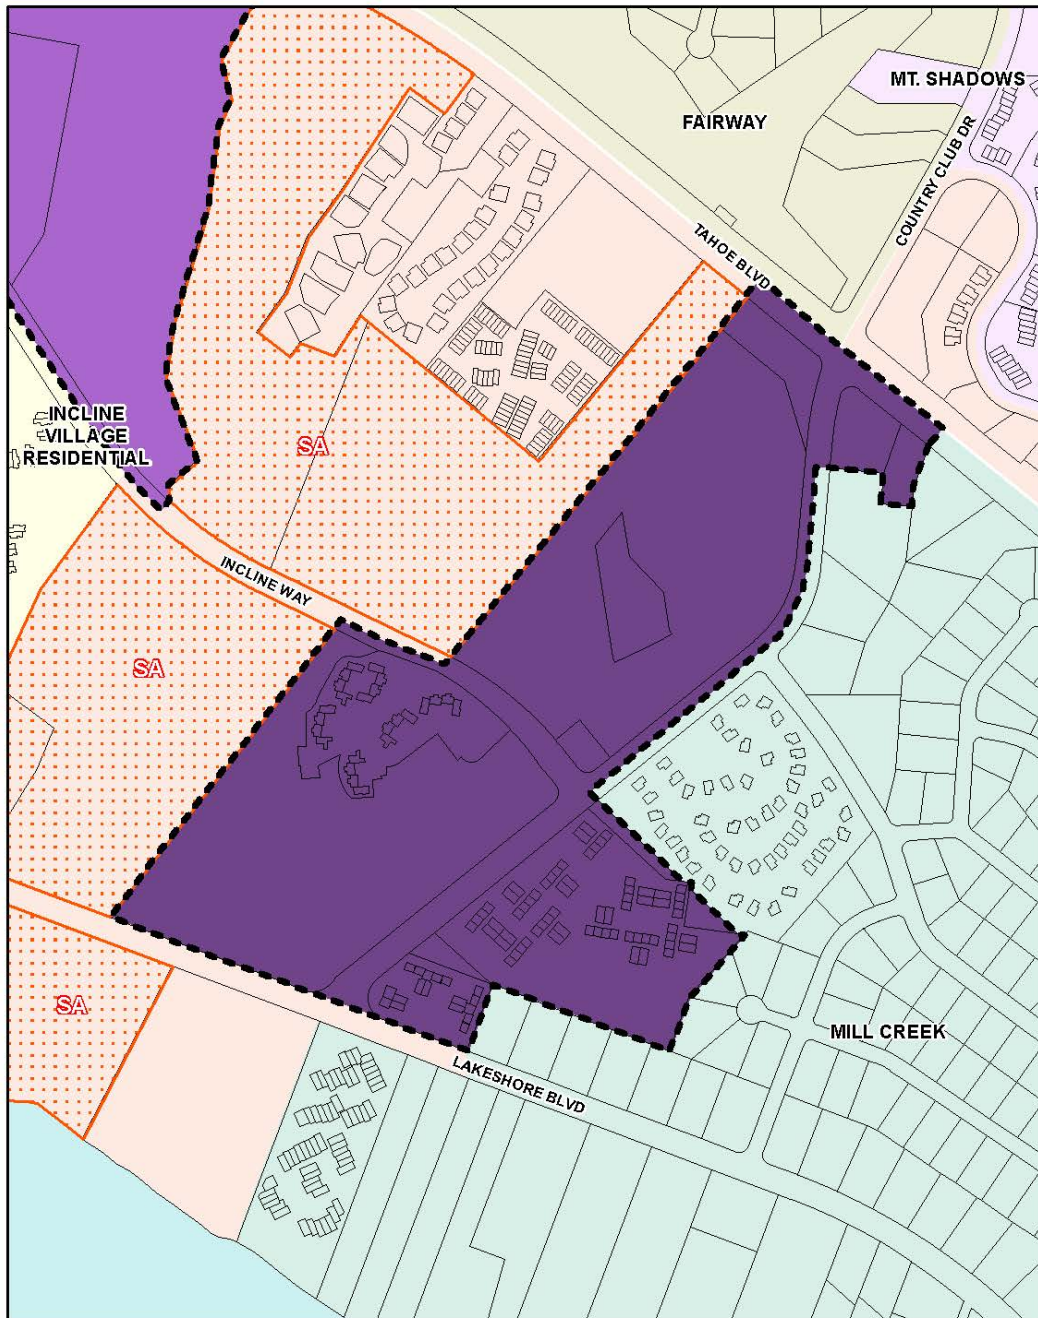 MT. SHADOWS
FAIRWAY
COUNTRY CLUB DR
TAHOE BLVD
INCLINE
VILLAGE
RESIDENTIAL
SA
INCLINE WAY
SA
SA
MILL CREEK
LAKESHORE BLVD